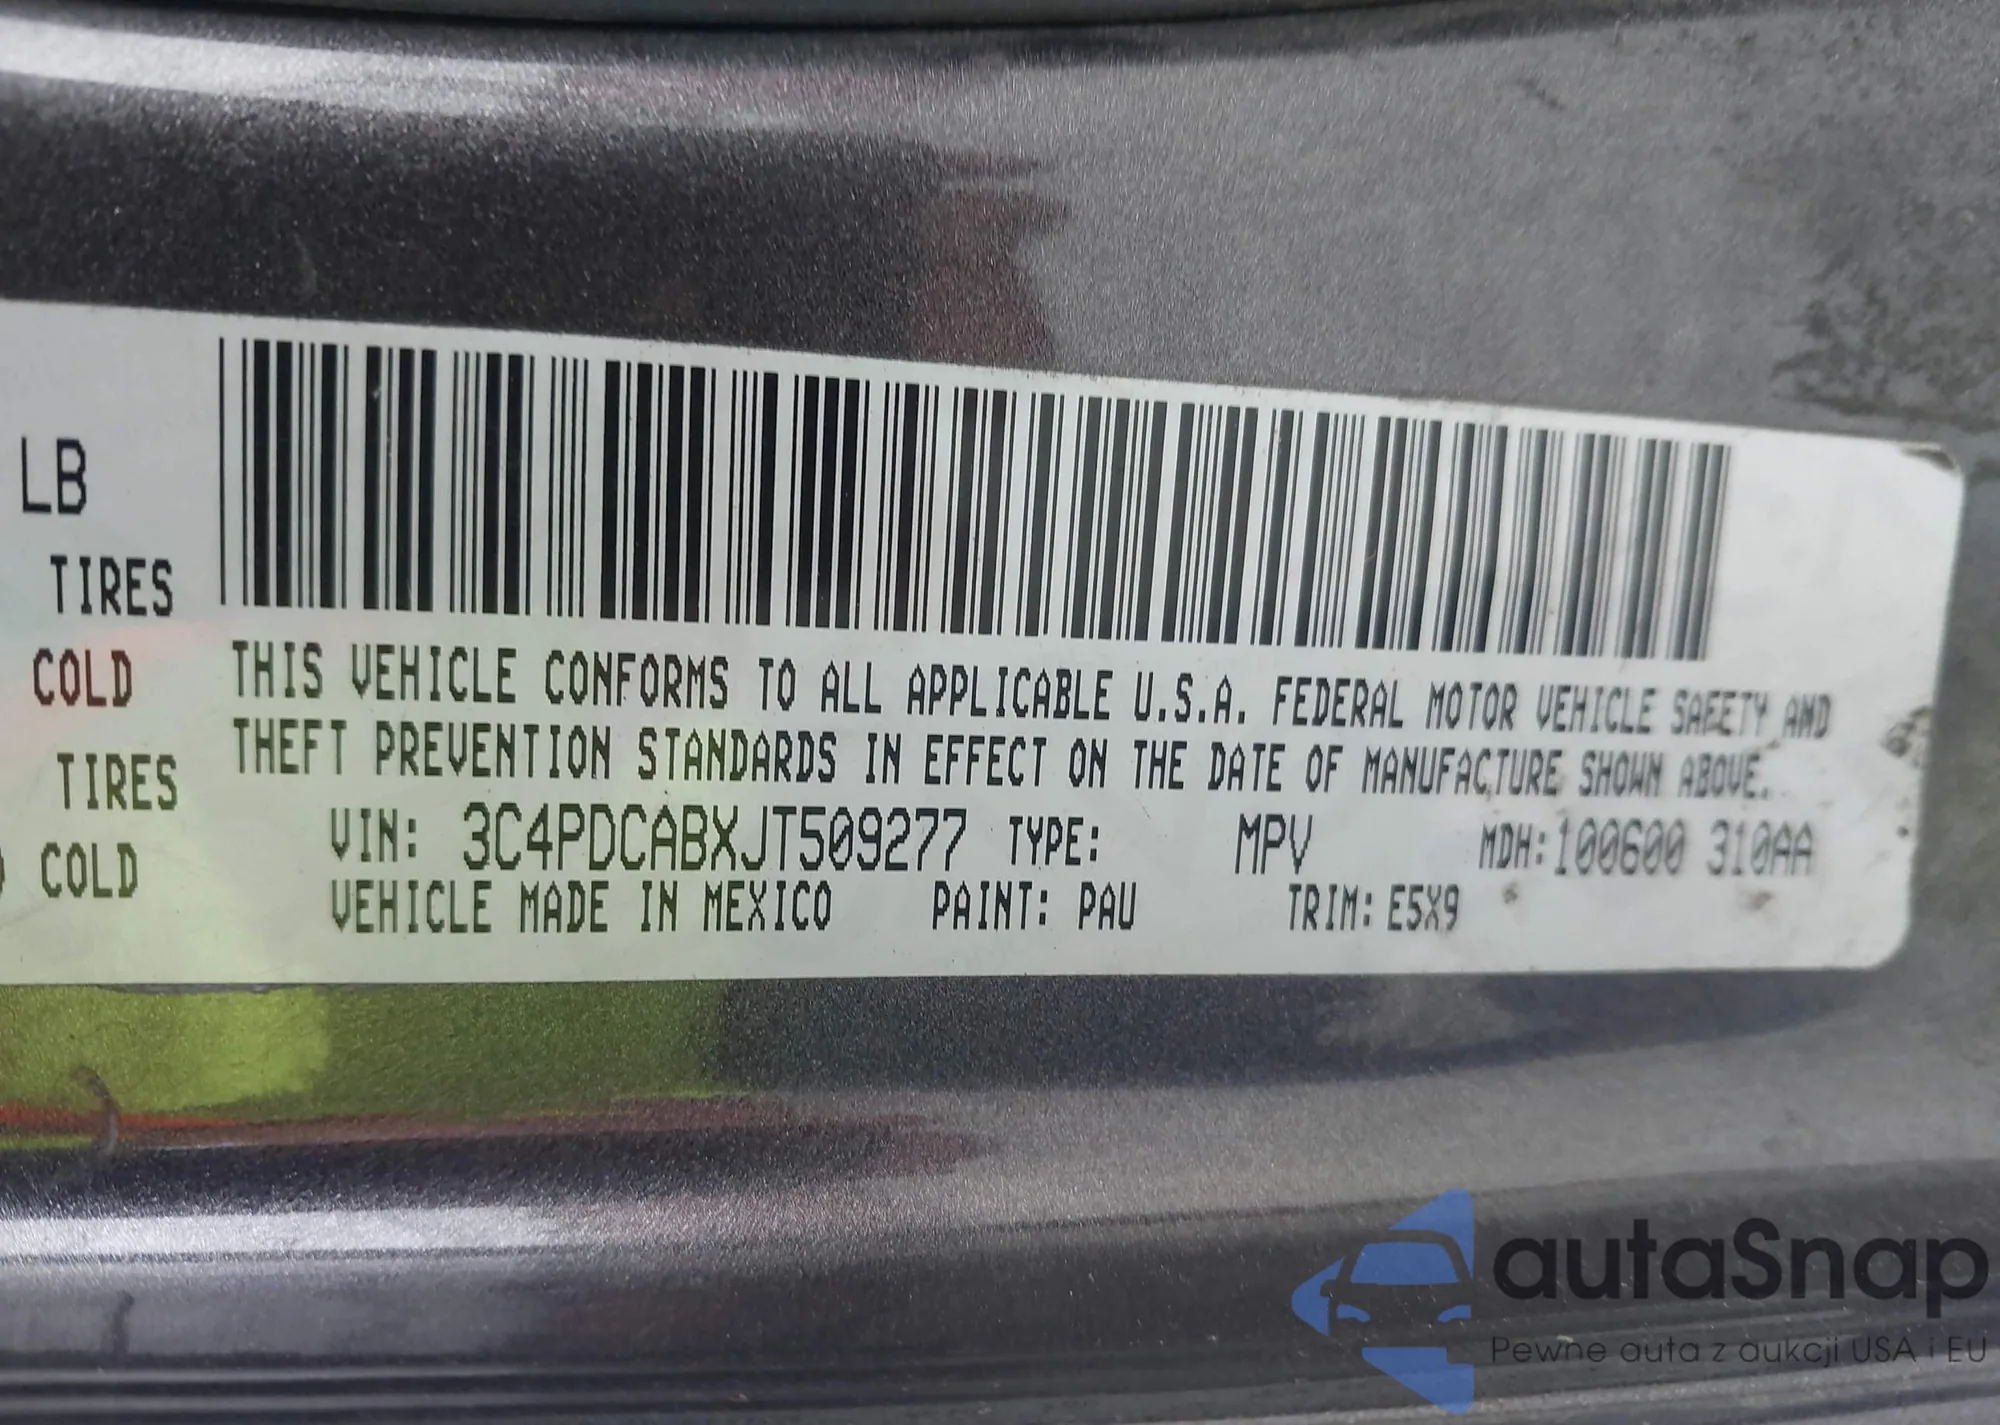 LB
TIRES
COLD
TIRES
COLD
THIS VEHICLE CONFORMS TO ALL APPLICABLE U.S.A. FEDERAL MOTOR VEHICLE SAFETY AND
THEFT PREVENTION STANDARDS IN EFFECT ON THE DATE OF MANUFACTURE SHOWN ABOVE.
VIN: 3C4PDCABXJT509277 TYPE: MPV MDH: 100600 310AA
VEHICLE MADE IN MEXICO PAINT: PAU TRIM: E5X9
autaSnap
Pewne auta z aukcji USA i EU